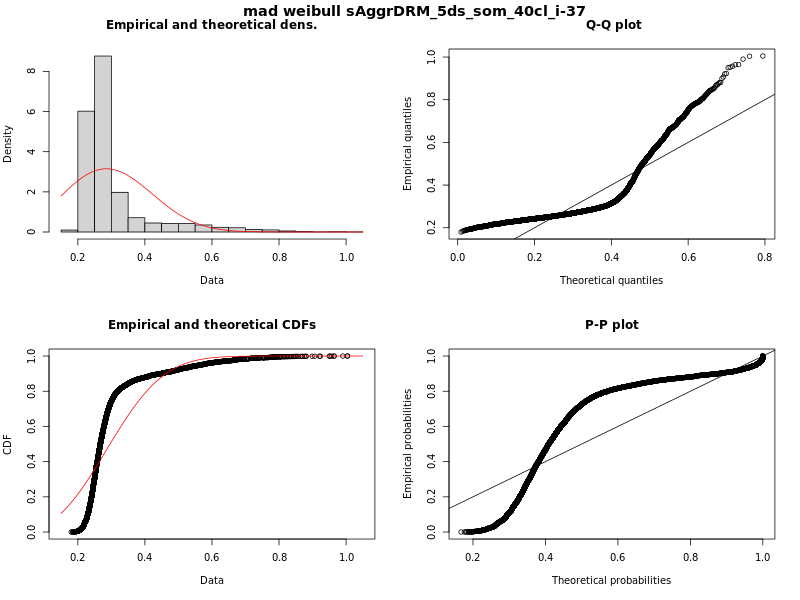 mad weibull sAggrDRM_5ds_som_40cl_i-37
Empirical and theoretical dens.
Density
0 2 4 6 8
0.2 0.4 0.6 0.8 1.0
Data
Q-Q plot
Empirical quantiles
0.2 0.4 0.6 0.8 1.0
0.0 0.2 0.4 0.6 0.8
Theoretical quantiles
Empirical and theoretical CDFs
CDF
0.0 0.2 0.4 0.6 0.8 1.0
0.2 0.4 0.6 0.8 1.0
Data
P-P plot
Empirical probabilities
0.0 0.2 0.4 0.6 0.8 1.0
0.2 0.4 0.6 0.8 1.0
Theoretical probabilities